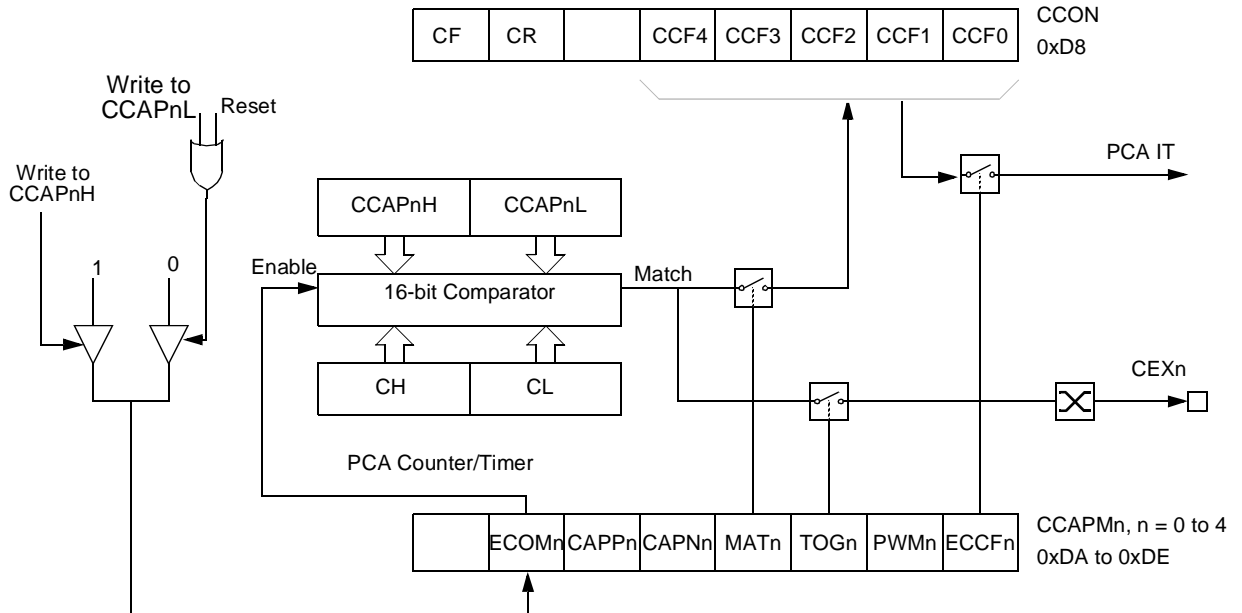 CF CR CCF4 CCF3 CCF2 CCF1 CCF0
CCON
0xD8
Write to
CCAPnL
Reset
PCA IT
Write to
CCAPnH
CCAPnH CCAPnL
1
0
Enable
16-bit Comparator
Match
CH CL
CEXn
PCA Counter/Timer
ECOMn CAPPn CAPNn MATn TOGn PWMn ECCFn
CCAPMn, n = 0 to 4
0xDA to 0xDE